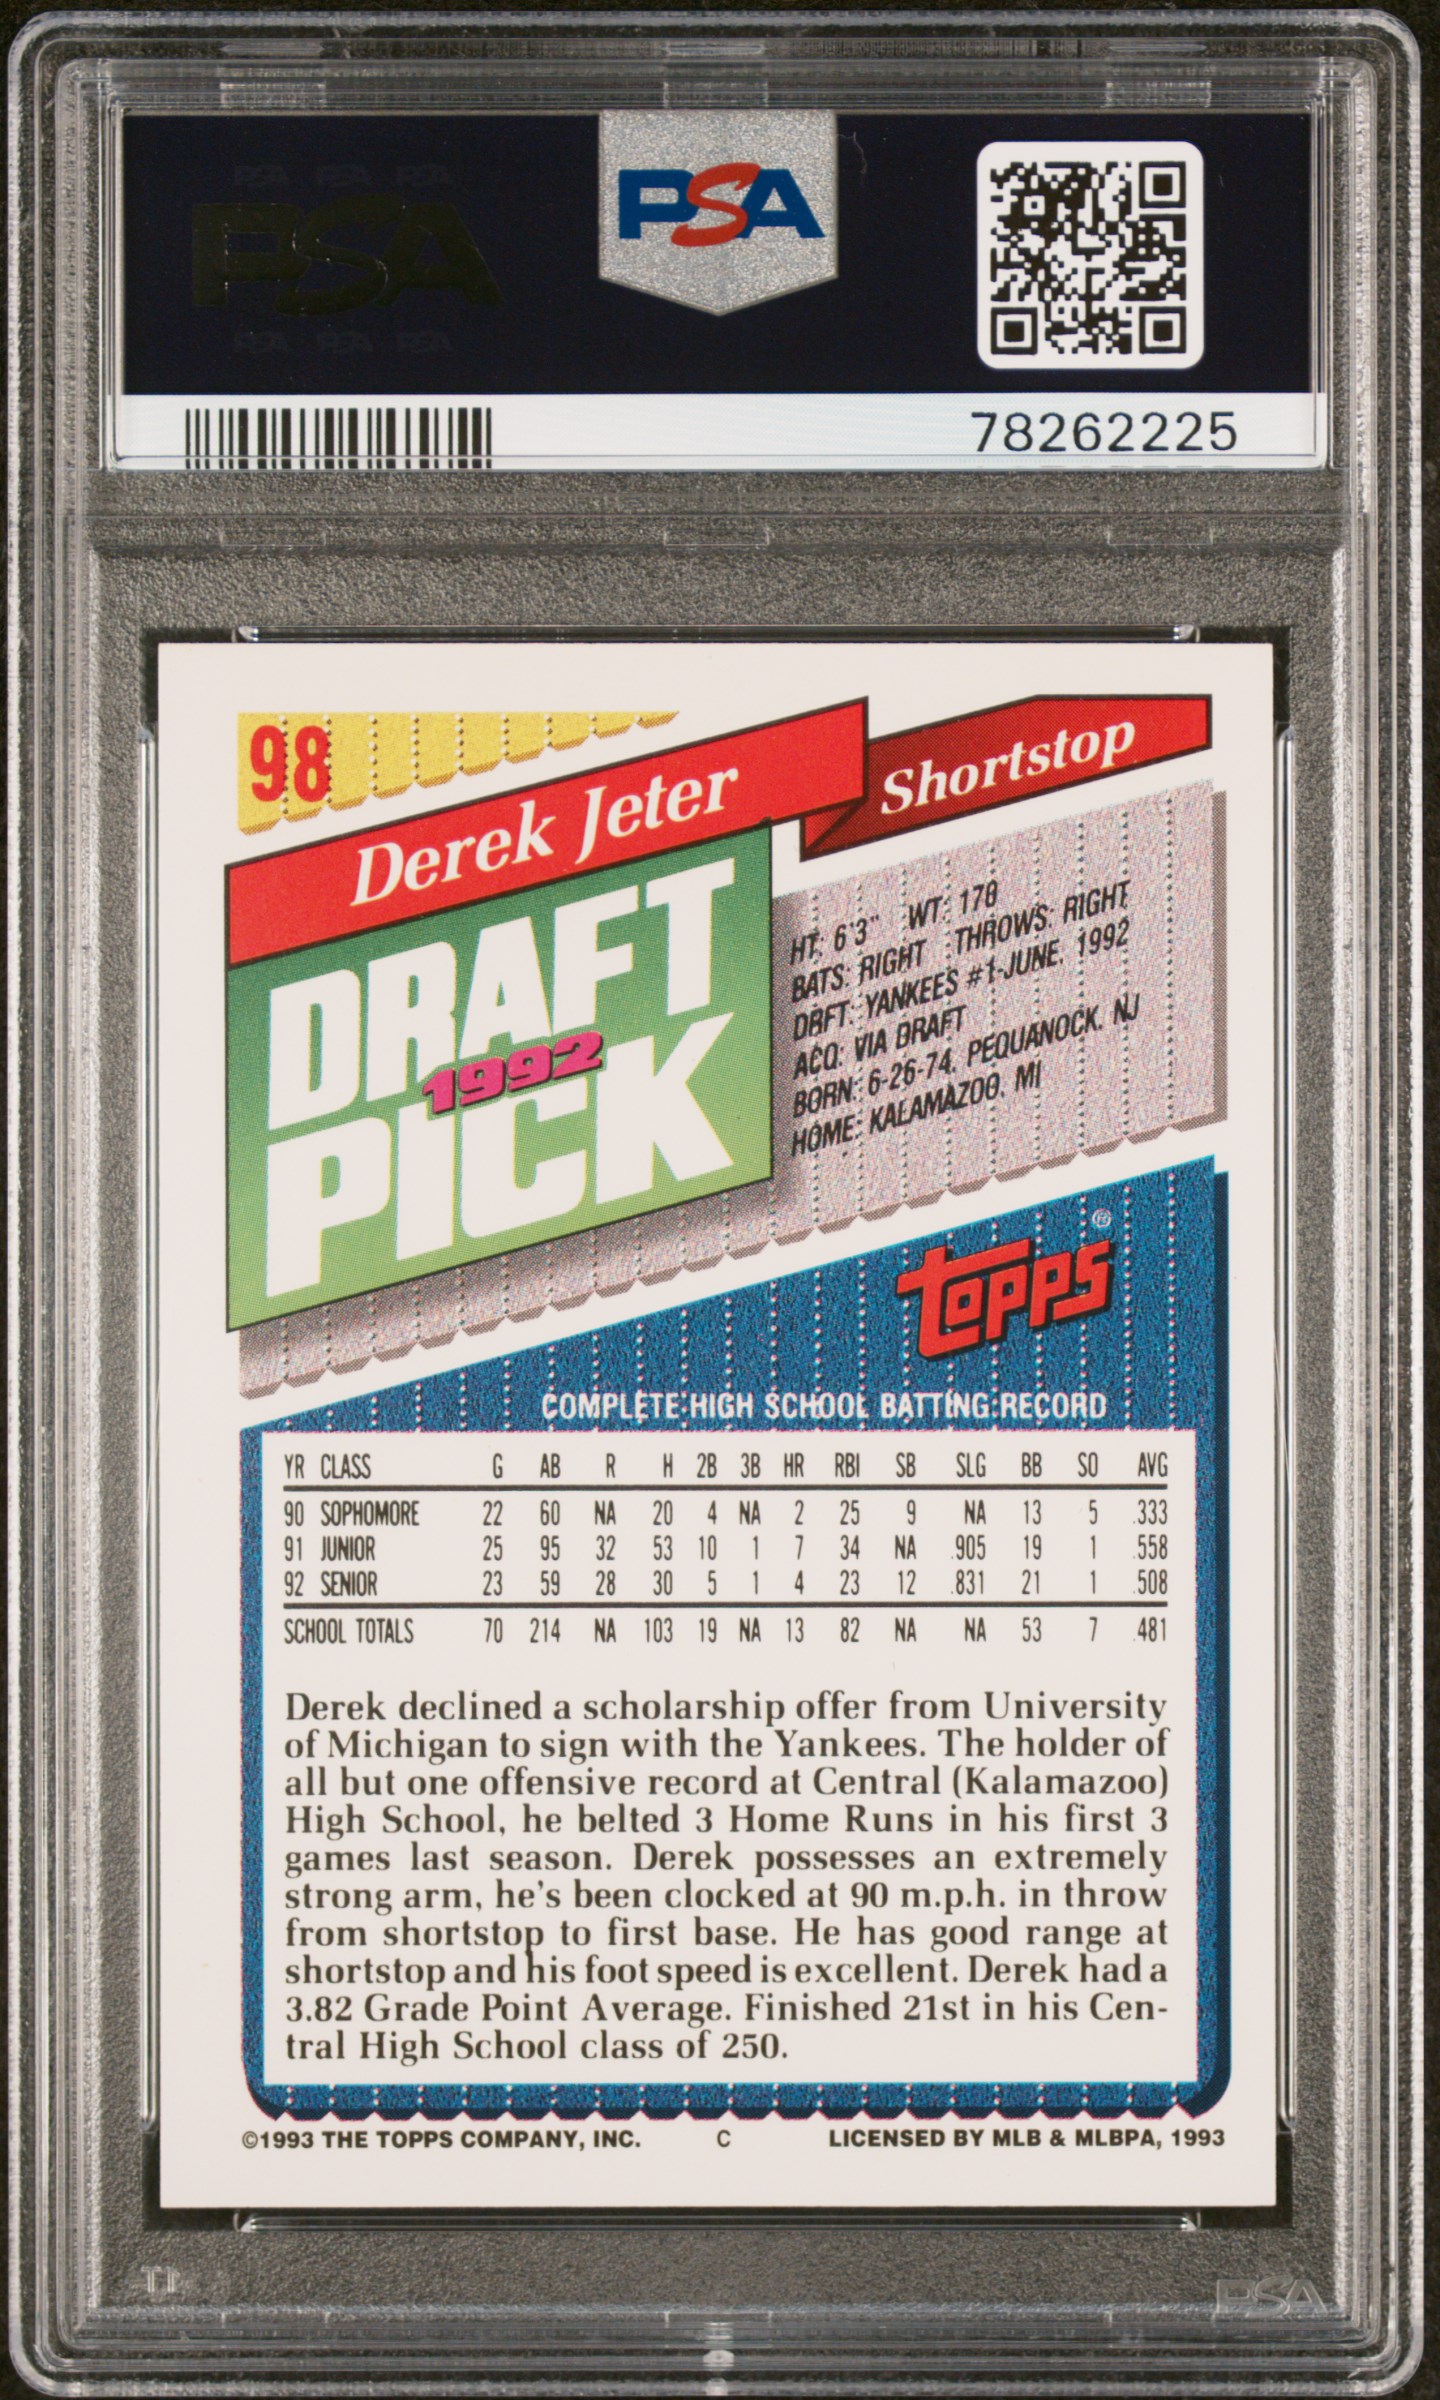 PSA PSA PSA
PSA
PSA PSA PSA
PSA
78262225
98
Derek Jeter
Shortstop
DRAFT
1992
PICK
HT: 6'3" WT: 170
BATS: RIGHT THROWS: RIGHT
DRFT: YANKEES #1-JUNE, 1992
ACQ: VIA DRAFT
BORN: 6-26-74, PEQUANOCK, NJ
HOME: KALAMAZOO, MI
Topps®
COMPLETE HIGH SCHOOL BATTING RECORD
YR CLASS G AB R H 2B 3B HR RBI SB SLG BB SO AVG
90 SOPHOMORE 22 60 NA 20 4 NA 2 25 9 NA 13 5 .333
91 JUNIOR 25 95 32 53 10 1 7 34 NA .905 19 1 .558
92 SENIOR 23 59 28 30 5 1 4 23 12 .831 21 1 .508
SCHOOL TOTALS 70 214 NA 103 19 NA 13 82 NA NA 53 7 .481
Derek declined a scholarship offer from University
of Michigan to sign with the Yankees. The holder of
all but one offensive record at Central (Kalamazoo)
High School, he belted 3 Home Runs in his first 3
games last season. Derek possesses an extremely
strong arm, he's been clocked at 90 m.p.h. in throw
from shortstop to first base. He has good range at
shortstop and his foot speed is excellent. Derek had a
3.82 Grade Point Average. Finished 21st in his Cen-
tral High School class of 250.
©1993 THE TOPPS COMPANY, INC. C LICENSED BY MLB & MLBPA, 1993
PSA